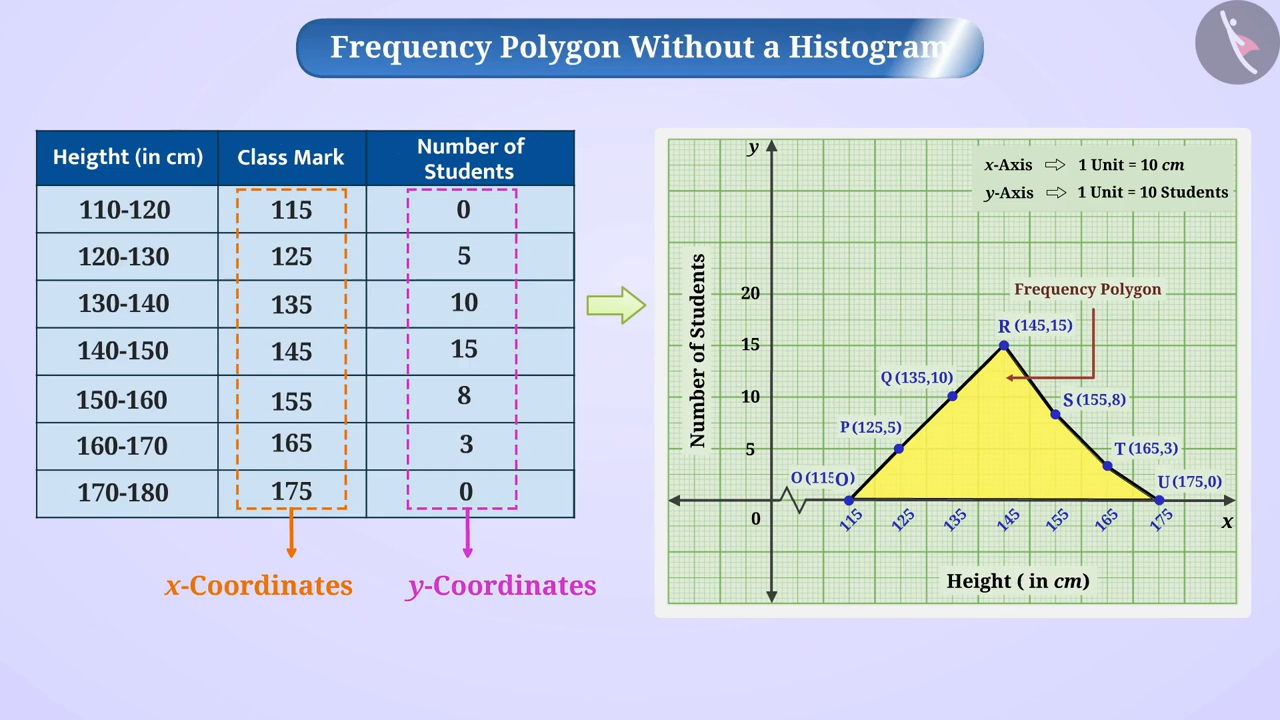 Frequency Polygon Without a Histogram
Heigtht (in cm) Class Mark Number of Students
110-120 115 0
120-130 125 5
130-140 135 10
140-150 145 15
150-160 155 8
160-170 165 3
170-180 175 0
x-Coordinates y-Coordinates
y
x-Axis ⇨ 1 Unit = 10 cm
y-Axis ⇨ 1 Unit = 10 Students
Number of Students
20
15
10
5
0
Frequency Polygon
R (145,15)
Q (135,10)
S (155,8)
P (125,5)
T (165,3)
O (115O)
U (175,0)
115 125 135 145 155 165 175
x
Height ( in cm)